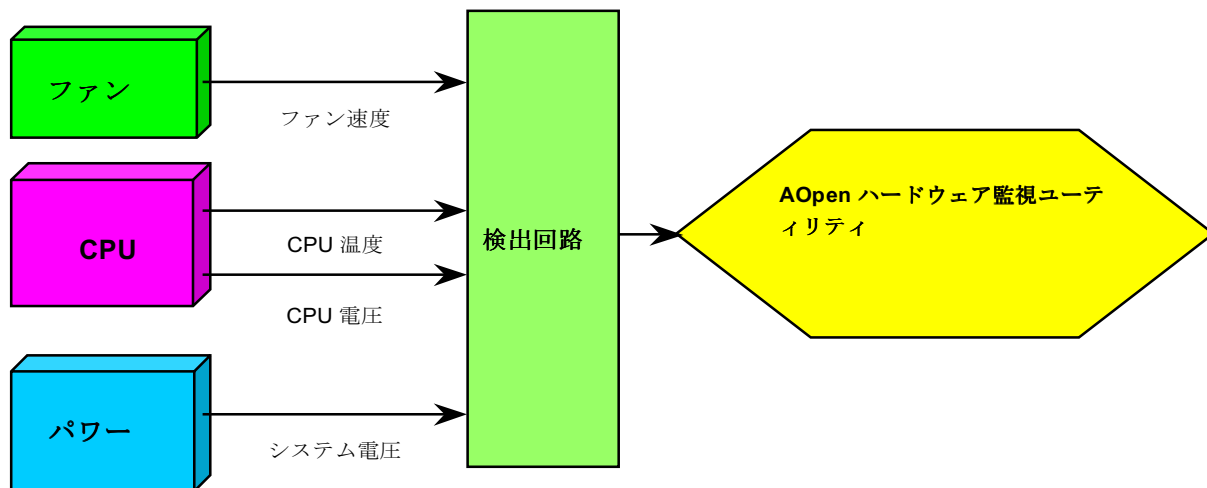 ファン
ファン速度
CPU
CPU 温度
CPU 電圧
パワー
システム電圧
検出回路
AOpen ハードウェア監視ユーテ
ィリティ